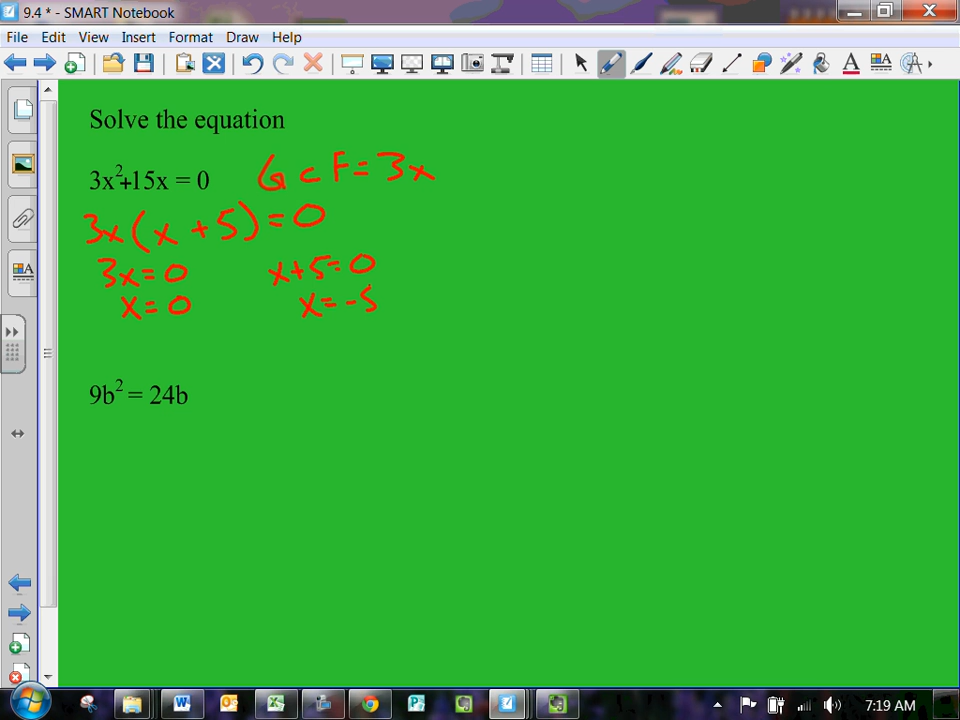 9.4 * - SMART Notebook
File Edit View Insert Format Draw Help
Solve the equation
3x²+15x = 0 GCF = 3x
3x(x + 5) = 0
3x = 0 x+5=0
x = 0 x = -5
9b² = 24b
7:19 AM